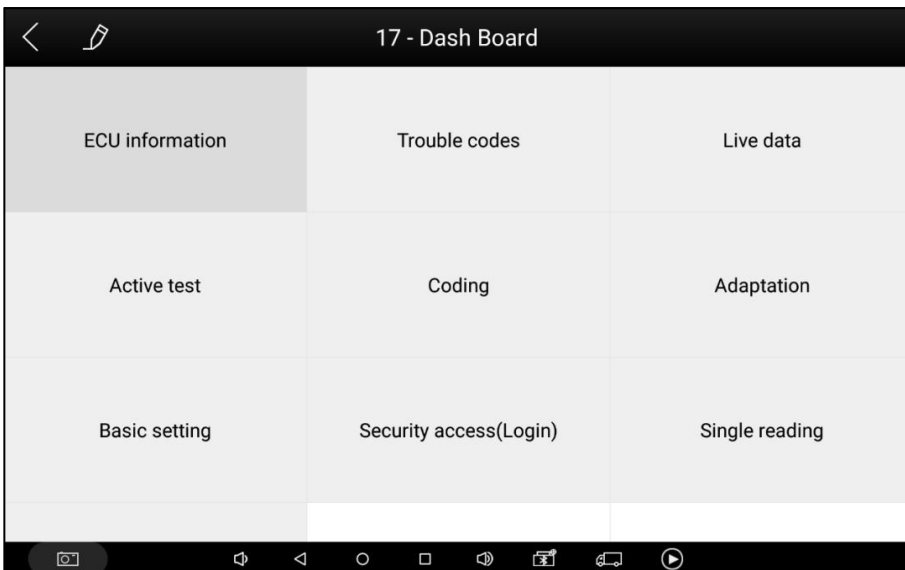 17 - Dash Board
ECU information
Trouble codes
Live data
Active test
Coding
Adaptation
Basic setting
Security access(Login)
Single reading